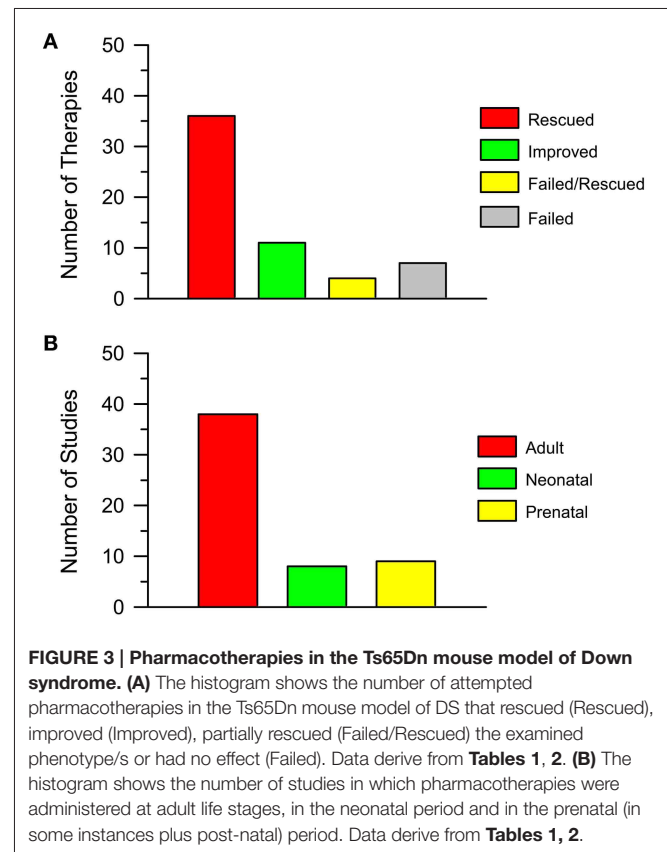 A
50
40
30
20
10
0
Number of Therapies
Rescued
Improved
Failed/Rescued
Failed
B
50
40
30
20
10
0
Number of Studies
Adult
Neonatal
Prenatal
FIGURE 3 | Pharmacotherapies in the Ts65Dn mouse model of Down
syndrome. (A) The histogram shows the number of attempted
pharmacotherapies in the Ts65Dn mouse model of DS that rescued (Rescued),
improved (Improved), partially rescued (Failed/Rescued) the examined
phenotype/s or had no effect (Failed). Data derive from Tables 1, 2. (B) The
histogram shows the number of studies in which pharmacotherapies were
administered at adult life stages, in the neonatal period and in the prenatal (in
some instances plus post-natal) period. Data derive from Tables 1, 2.